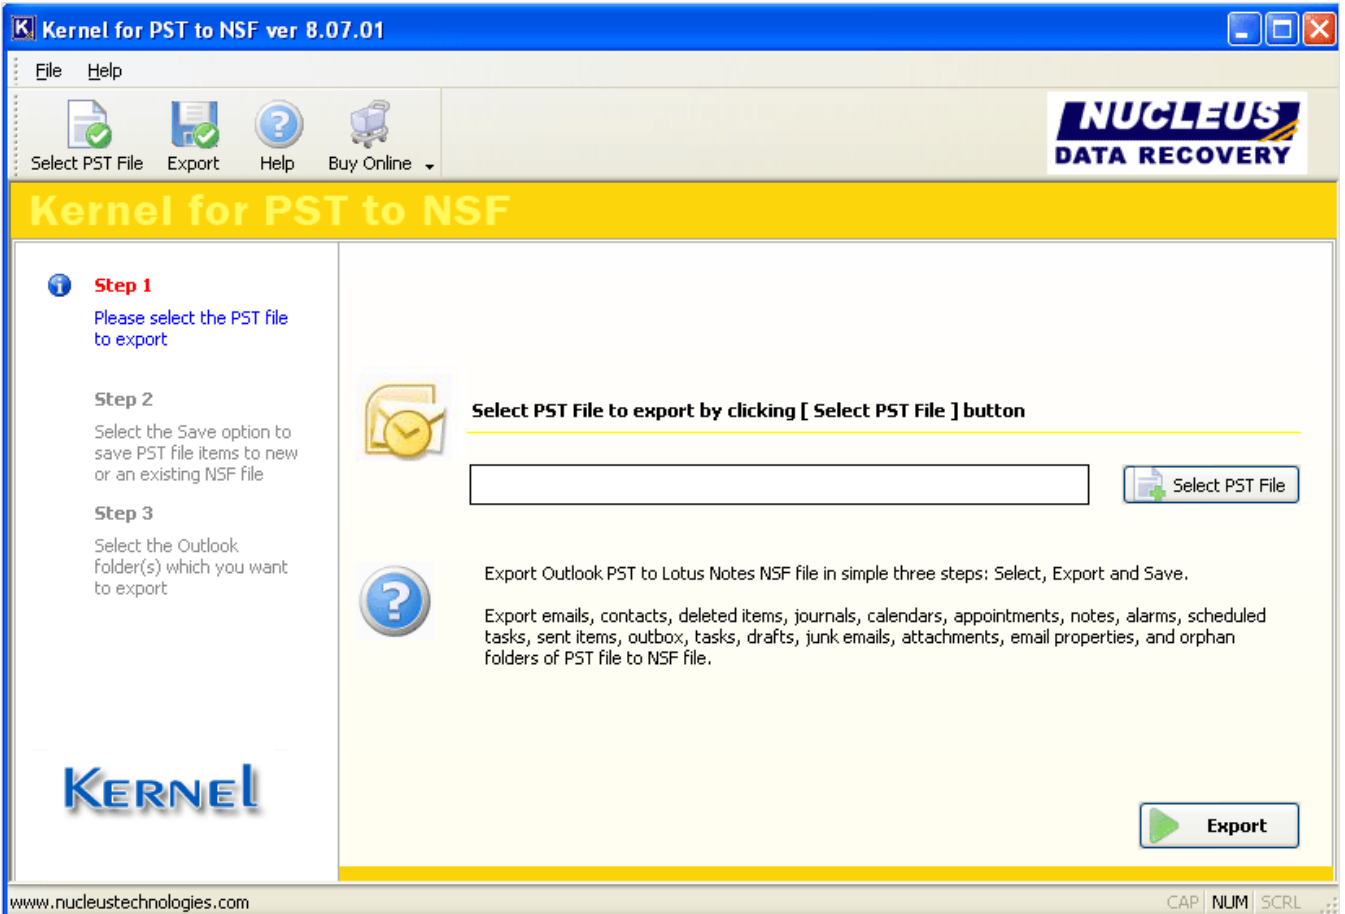 Kernel for PST to NSF ver 8.07.01
File Help
Select PST File Export Help Buy Online
NUCLEUS
DATA RECOVERY
Kernel for PST to NSF
Step 1
Please select the PST file
to export
Step 2
Select the Save option to
save PST file items to new
or an existing NSF file
Step 3
Select the Outlook
folder(s) which you want
to export
KERNEl
Select PST File to export by clicking [ Select PST File ] button
Select PST File
Export Outlook PST to Lotus Notes NSF file in simple three steps: Select, Export and Save.
Export emails, contacts, deleted items, journals, calendars, appointments, notes, alarms, scheduled
tasks, sent items, outbox, tasks, drafts, junk emails, attachments, email properties, and orphan
folders of PST file to NSF file.
Export
www.nucleustechnologies.com
CAP NUM SCRL